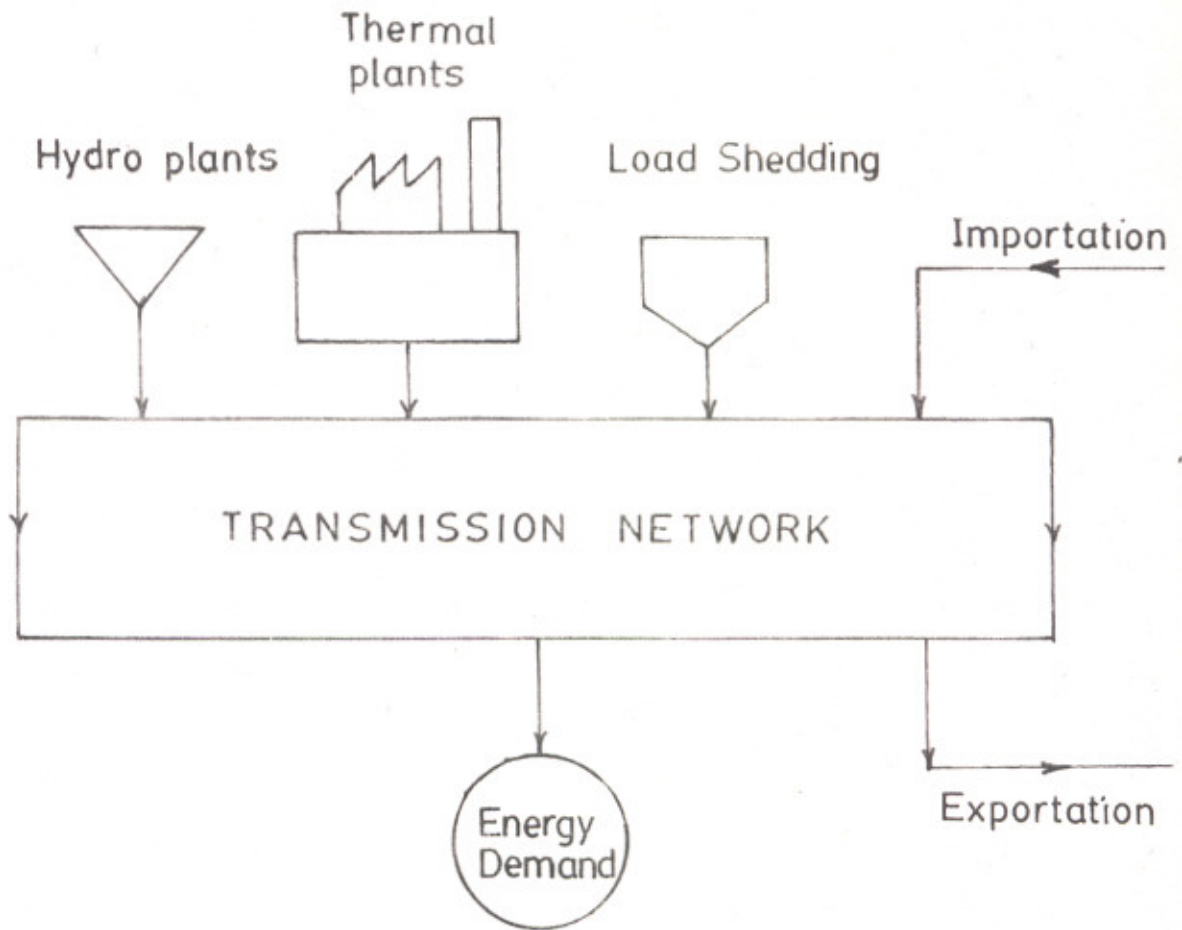 Thermal
plants
Hydro plants
Load Shedding
Importation
TRANSMISSION NETWORK
Energy
Demand
Exportation